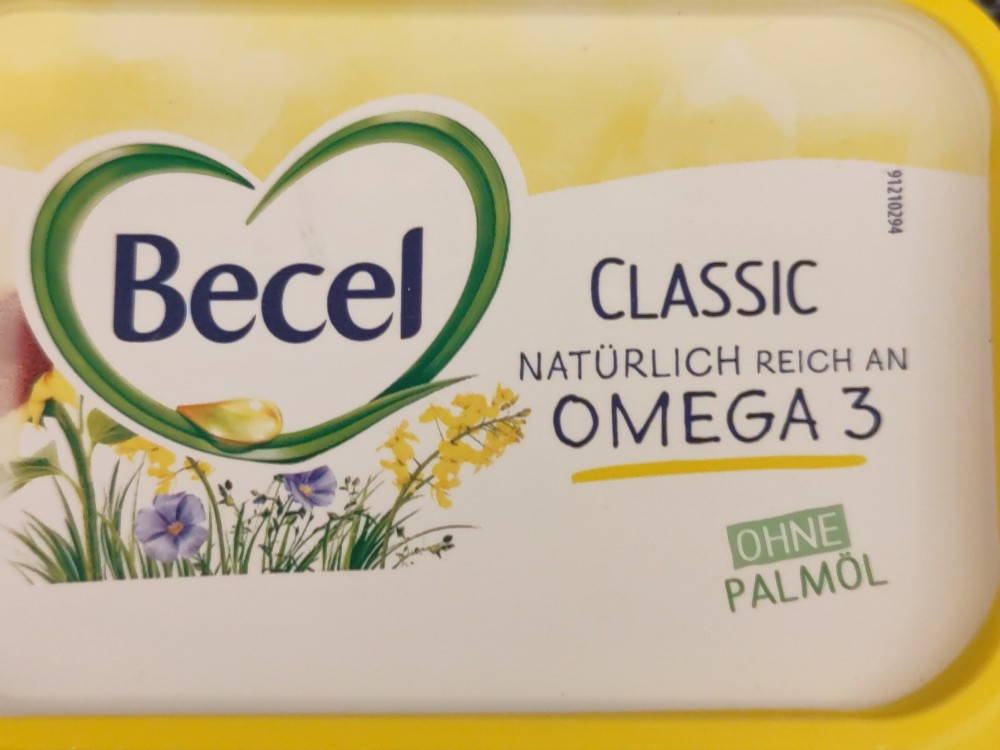 Becel
91210294
CLASSIC
NATÜRLICH REICH AN
OMEGA 3
OHNE
PALMÖL